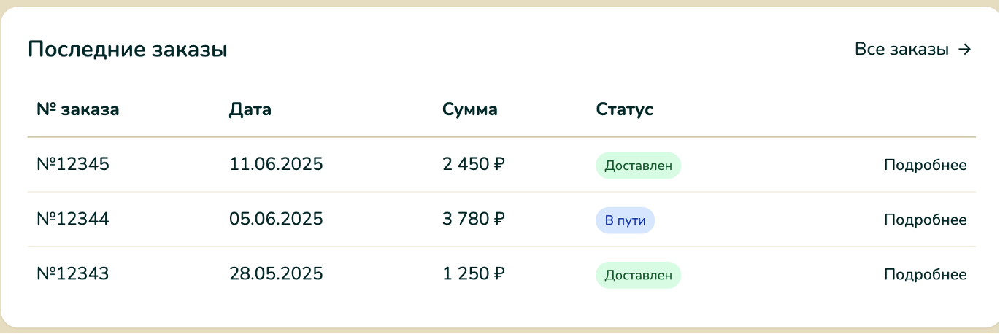 Последние заказы
Все заказы →
№ заказа Дата Сумма Статус
№12345 11.06.2025 2 450 ₽ Доставлен Подробнее
№12344 05.06.2025 3 780 ₽ В пути Подробнее
№12343 28.05.2025 1 250 ₽ Доставлен Подробнее